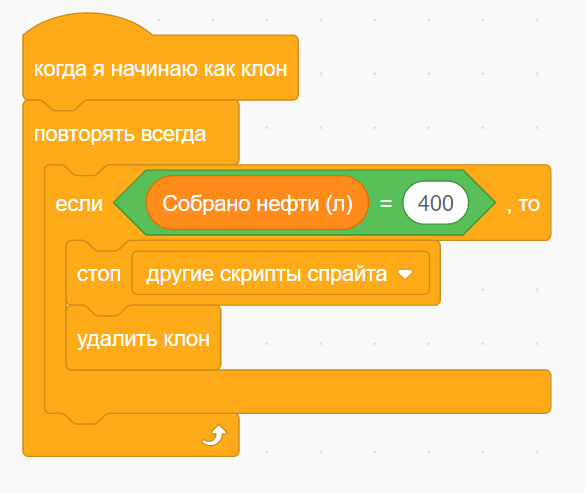 когда я начинаю как клон
повторять всегда
если Собрано нефти (л) = 400 , то
стоп другие скрипты спрайта
удалить клон